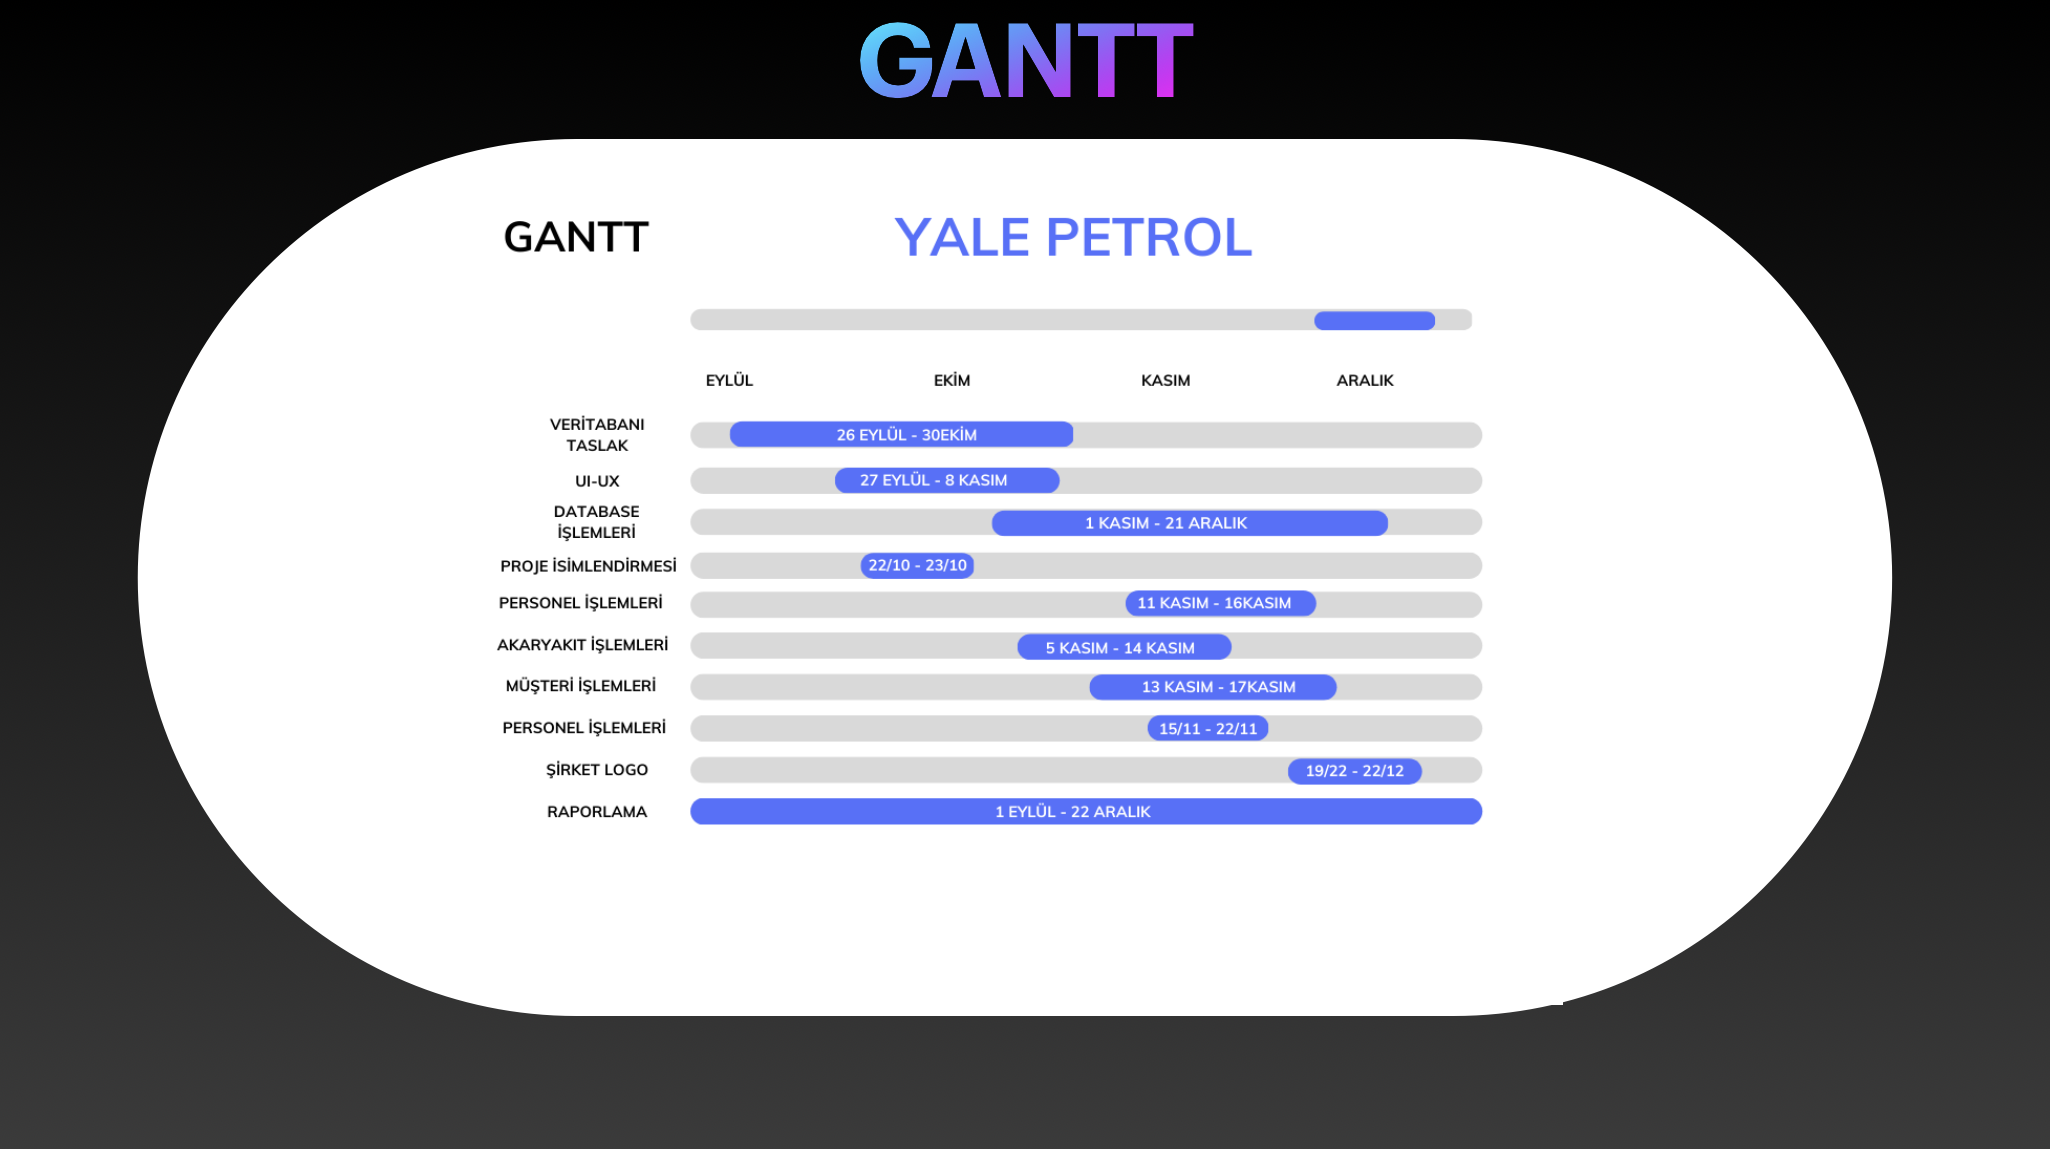 GANTT
GANTT
YALE PETROL
EYLÜL EKİM KASIM ARALIK
VERİTABANI
TASLAK
26 EYLÜL - 30EKİM
UI-UX
27 EYLÜL - 8 KASIM
DATABASE
İŞLEMLERİ
1 KASIM - 21 ARALIK
PROJE İSİMLENDİRMESİ
22/10 - 23/10
PERSONEL İŞLEMLERİ
11 KASIM - 16KASIM
AKARYAKIT İŞLEMLERİ
5 KASIM - 14 KASIM
MÜŞTERİ İŞLEMLERİ
13 KASIM - 17KASIM
PERSONEL İŞLEMLERİ
15/11 - 22/11
ŞİRKET LOGO
19/22 - 22/12
RAPORLAMA
1 EYLÜL - 22 ARALIK